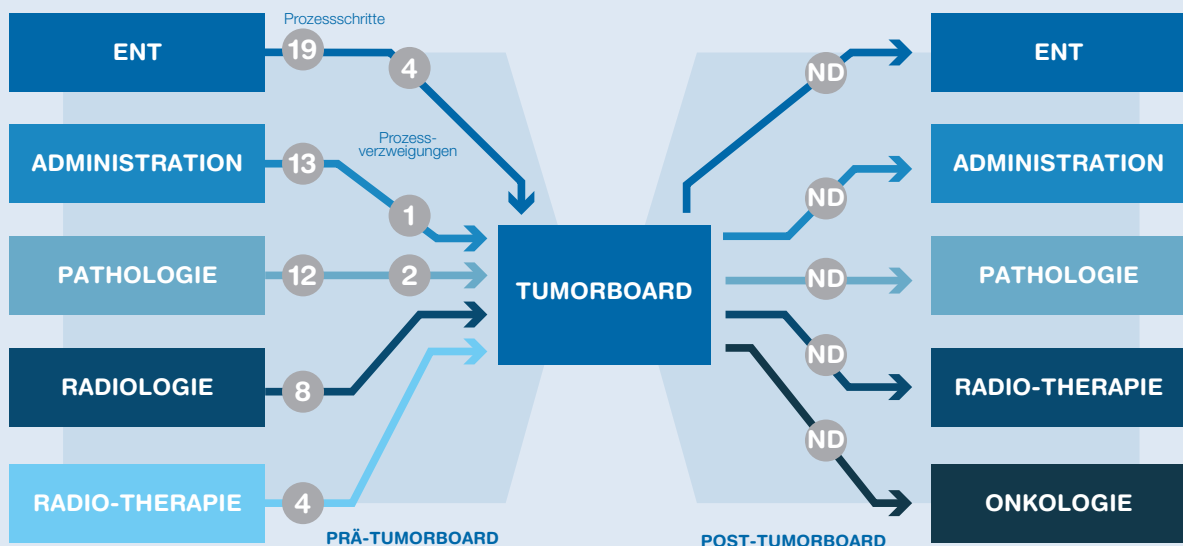 Prozessschritte
ENT
19
4
ND
ENT
ADMINISTRATION
13
Prozess-
verzweigungen
1
ND
ADMINISTRATION
PATHOLOGIE
12
2
TUMORBOARD
ND
PATHOLOGIE
RADIOLOGIE
8
ND
RADIO-THERAPIE
RADIO-THERAPIE
4
ND
ONKOLOGIE
PRÄ-TUMORBOARD
POST-TUMORBOARD